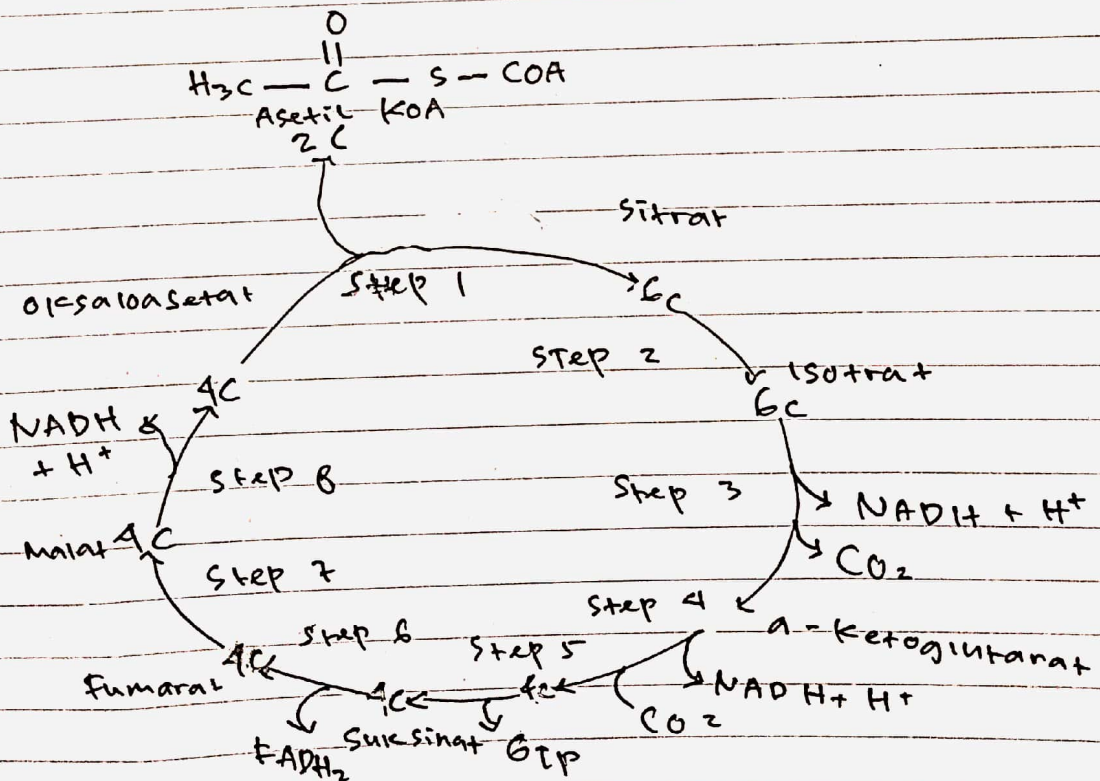 O
||
H₃C — C — S — COA
Asetil KOA
2C
Sitrat
Step 1
6C
Oksaloasetat
STEP 2
Isotrat
6C
4C
NADH
+ H⁺
Step 8
Step 3
NADH + H⁺
CO₂
Malat 4C
Step 7
Step 4
a - Ketoglutarat
Step 6
Step 5
4C
Fumarat
4C
4C
NADH + H⁺
CO₂
FADH₂
Suksinat
GTP